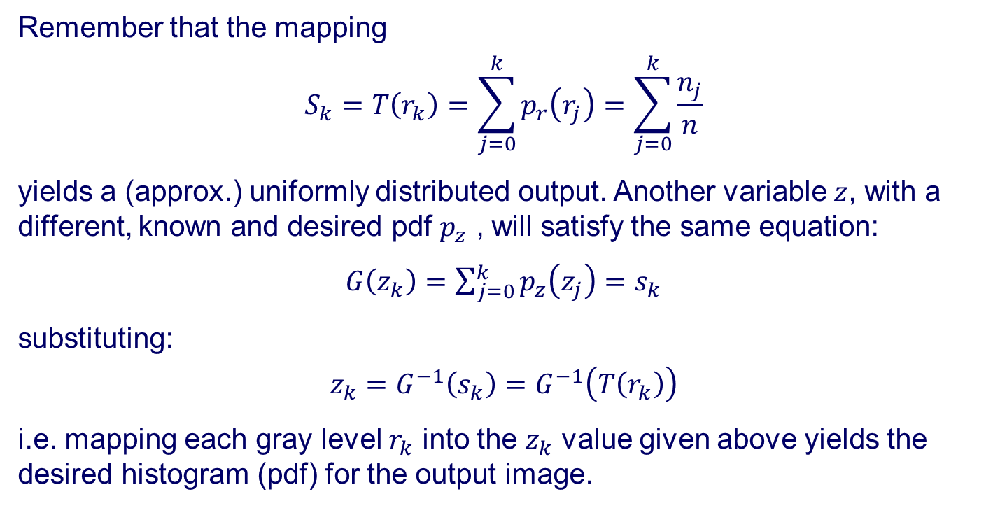 Remember that the mapping
$S_k = T(r_k) = \sum_{j=0}^{k} p_r(r_j) = \sum_{j=0}^{k} \frac{n_j}{n}$
yields a (approx.) uniformly distributed output. Another variable $z$, with a
different, known and desired pdf $p_z$ , will satisfy the same equation:
$G(z_k) = \sum_{j=0}^{k} p_z(z_j) = s_k$
substituting:
$z_k = G^{-1}(s_k) = G^{-1}(T(r_k))$
i.e. mapping each gray level $r_k$ into the $z_k$ value given above yields the
desired histogram (pdf) for the output image.